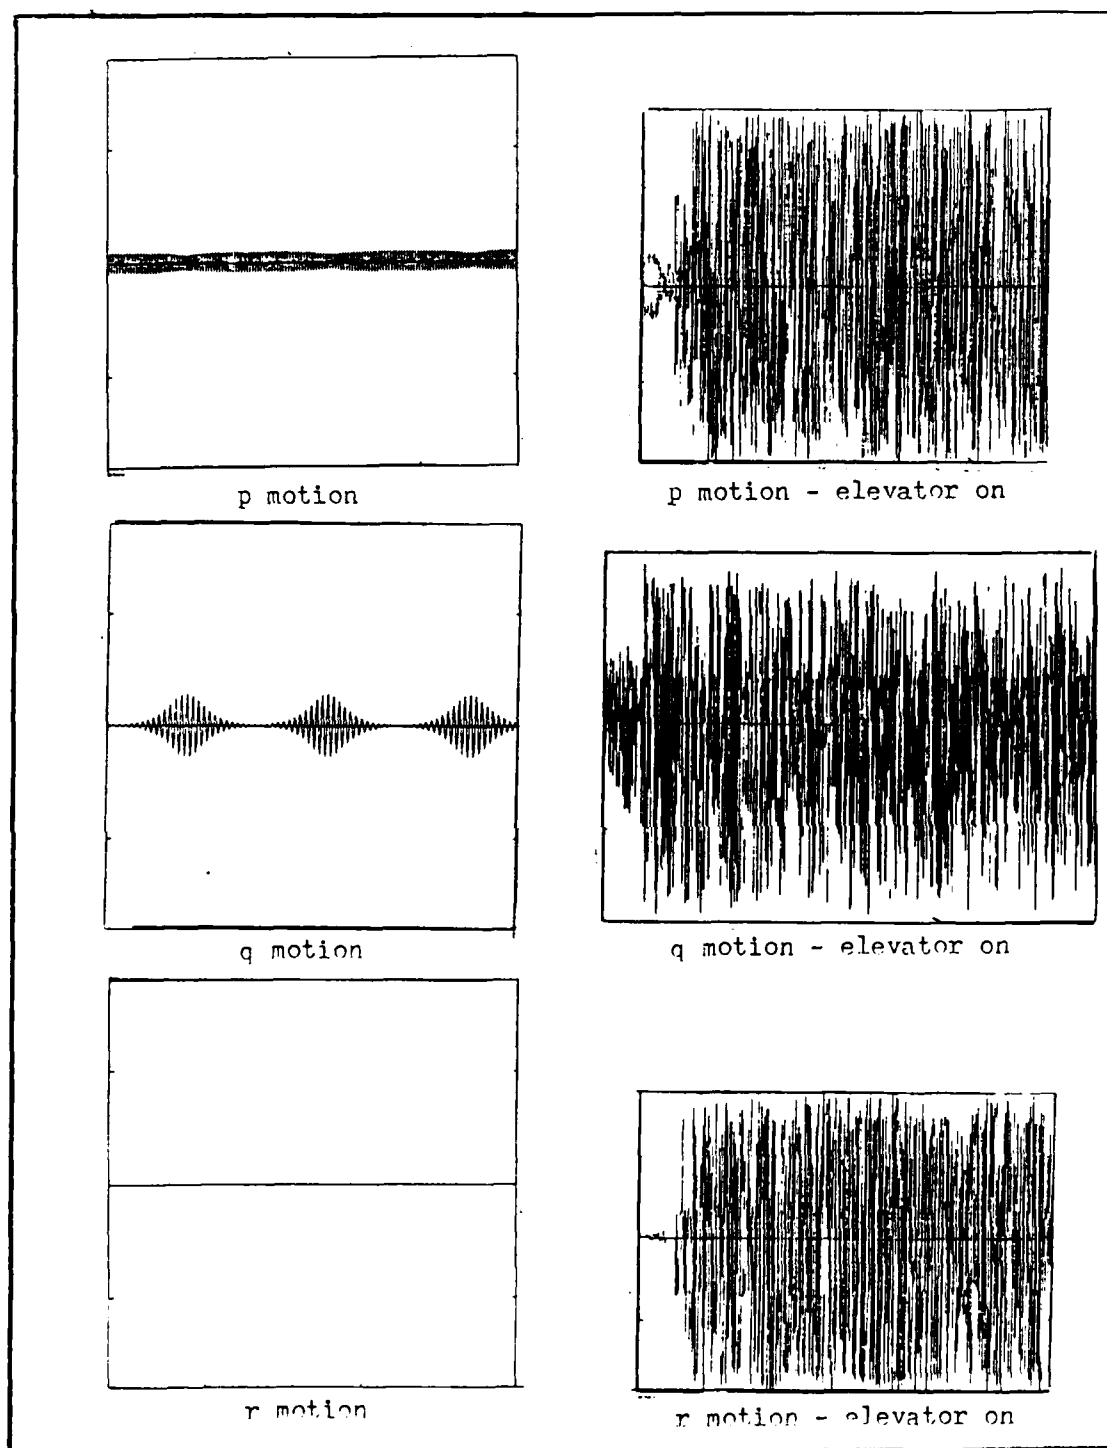 p motion
p motion - elevator on
q motion
q motion - elevator on
r motion
r motion - elevator on